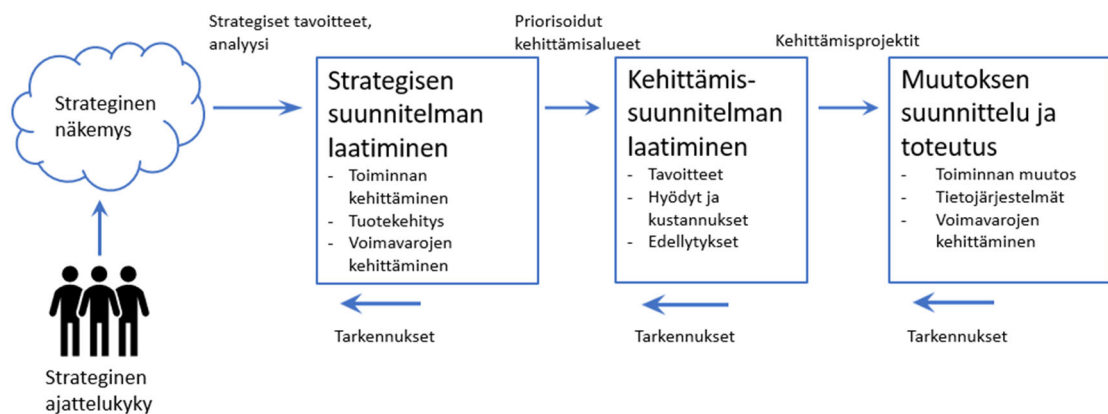 Strategiset tavoitteet,
analyysi
Priorisoidut
kehittämisalueet
Kehittämisprojektit
Strateginen
näkemys
Strategisen
suunnitelman
laatiminen
- Toiminnan
kehittäminen
- Tuotekehitys
- Voimavarojen
kehittäminen
Kehittämis-
suunnitelman
laatiminen
- Tavoitteet
- Hyödyt ja
kustannukset
- Edellytykset
Muutoksen
suunnittelu ja
toteutus
- Toiminnan muutos
- Tietojärjestelmät
- Voimavarojen
kehittäminen
Tarkennukset
Tarkennukset
Tarkennukset
Strateginen
ajattelukyky